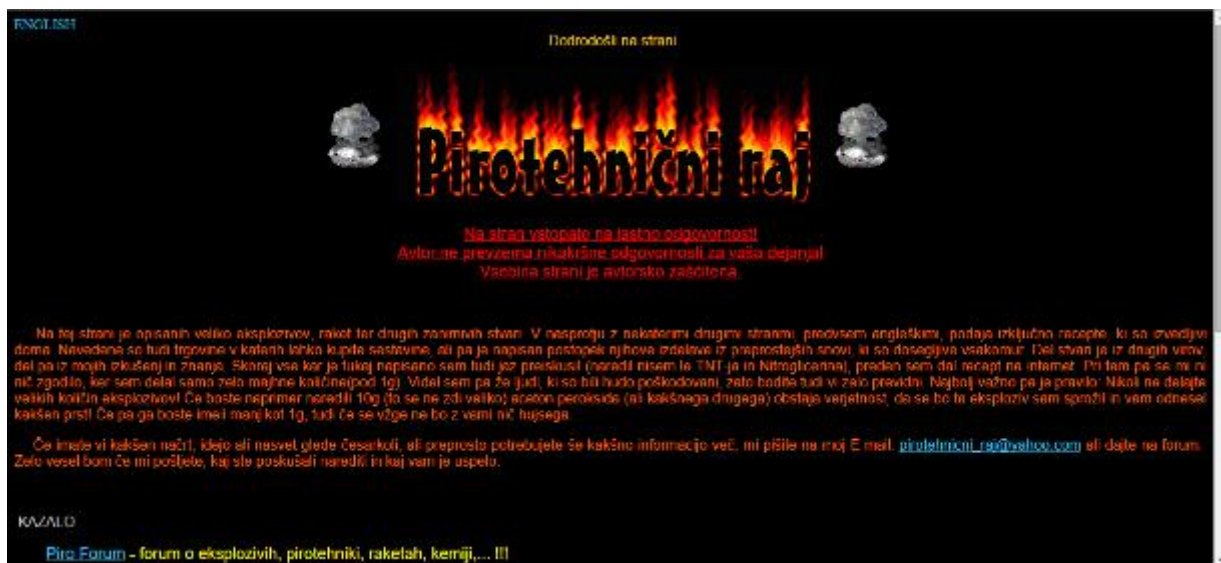 ENGLISH
Dodrodošli na strani
Pirotehnični raj
Na stran vstopate na lastno odgovornost!
Avtor ne prevzema nikakršne odgovornosti za vaša dejanja!
Vsebina strani je avtorsko zaščitena.
Na tej strani je opisanih veliko eksplozivov, raket ter drugih zanimivih stvari. V nasprotju z nekaterimi drugimi stranmi, predvsem angleškimi, podaja izključno recepte, ki so izvedljivi
doma. Navedene so tudi trgovine v katerih lahko kupite sestavine, ali pa je napisan postopek njihove izdelave iz preprostejših snovi, ki so dosegljive vsakomur. Del stvari je iz drugih virov,
del pa iz mojih izkušenj in znanja. Skoraj vse kar je tukaj napisano sem tudi jaz preiskusil (naredil nisem le TNT-ja in Nitroglicerina), preden sem dal recept na internet. Pri tem pa se mi ni
nič zgodilo, ker sem delal samo zelo majhne količine(pod 1g). Videl sem pa že ljudi, ki so bili hudo poškodovani, zato bodite tudi vi zelo previdni. Najbolj važno pa je pravilo: Nikoli ne delajte
velikih količin eksplozivov! Če boste naprimer naredili 10g (to se ne zdi veliko) aceton peroksida (ali kakšnega drugega) obstaja verjetnost, da se bo ta eksploziv sam sprožil in vam odnesel
kakšen prst! Če pa ga boste imeli manj kot 1g, tudi če se vžge ne bo z vami nič hujšega.
Če imate vi kakšen načrt, idejo ali nasvet glede česarkoli, ali preprosto potrebujete še kakšno informacijo več, mi pišite na moj E mail: pirotehnicni_raj@yahoo.com ali dajte na forum.
Zelo vesel bom če mi pošljete, kaj ste poskušali narediti in kaj vam je uspelo.
KAZALO
Piro Forum - forum o eksplozivih, pirotehniki, raketah, kemiji,... !!!